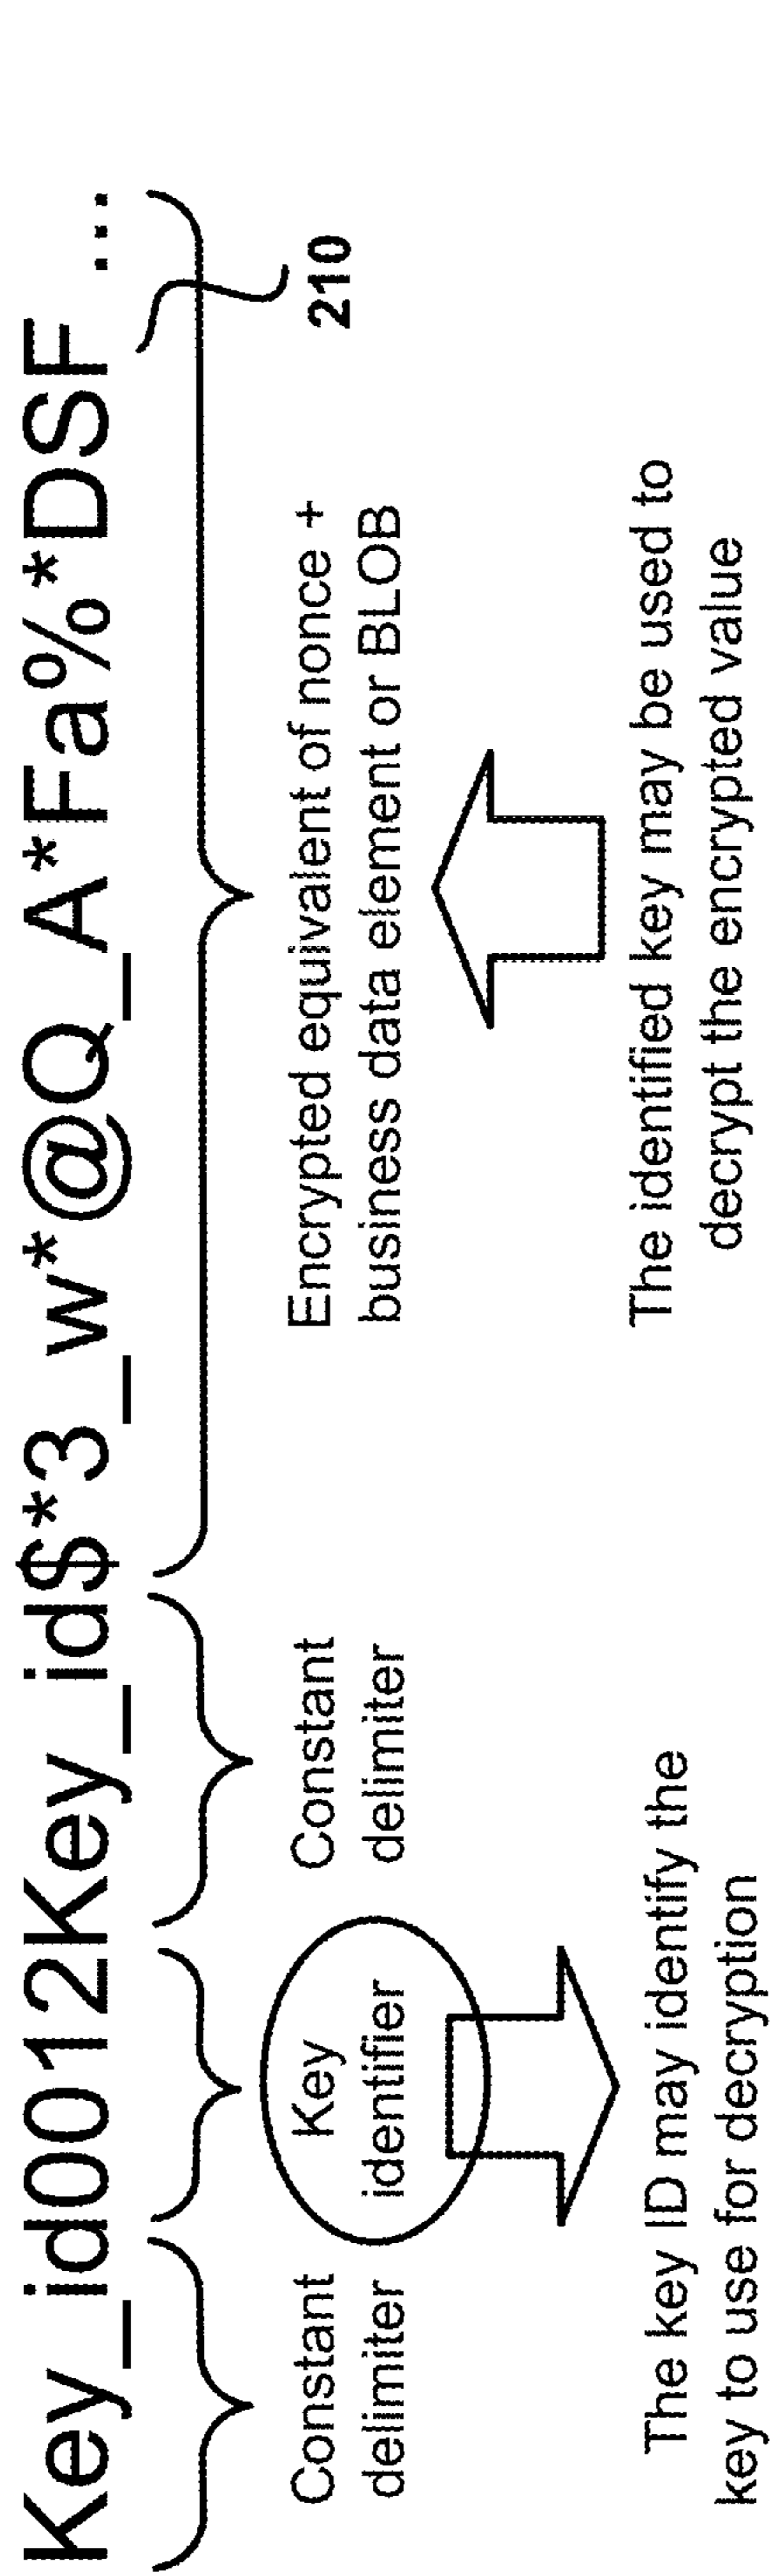 Key_id0012Key_id$*3_w*@Q_A*Fa%*DSF ...
210
Constant
delimiter
Key
identifier
Constant
delimiter
Encrypted equivalent of nonce +
business data element or BLOB
The key ID may identify the
key to use for decryption
The identified key may be used to
decrypt the encrypted value